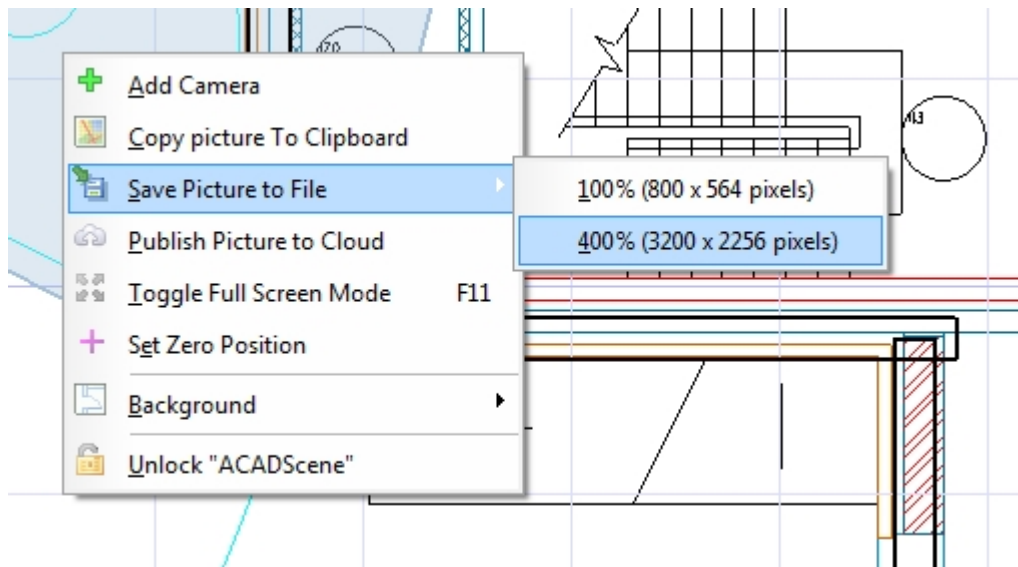 470
Add Camera
Copy picture To Clipboard
Save Picture to File
100% (800 x 564 pixels)
400% (3200 x 2256 pixels)
Publish Picture to Cloud
Toggle Full Screen Mode F11
Set Zero Position
Background
Unlock "ACADScene"